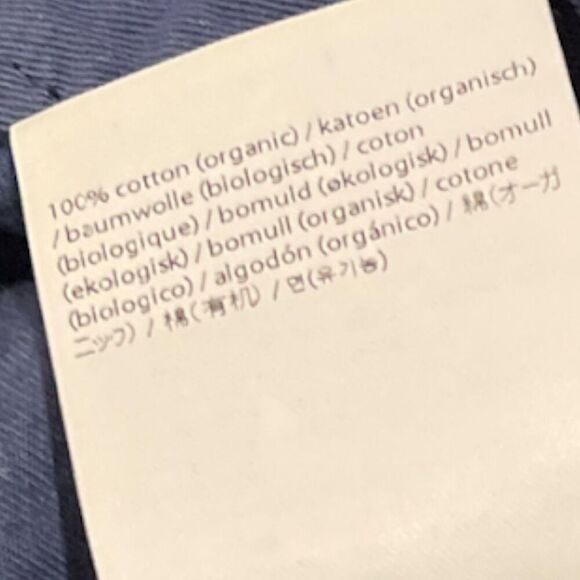 100% cotton (organic) / katoen (organisch)
/ baumwolle (biologisch) / coton
(biologique) / bomuld (økologisk) / bomull
(ekologisk) / bomull (organisk) / cotone
(biologico) / algodón (orgánico) / 綿(オーガ
ニック) / 棉(有机) / 면(유기농)